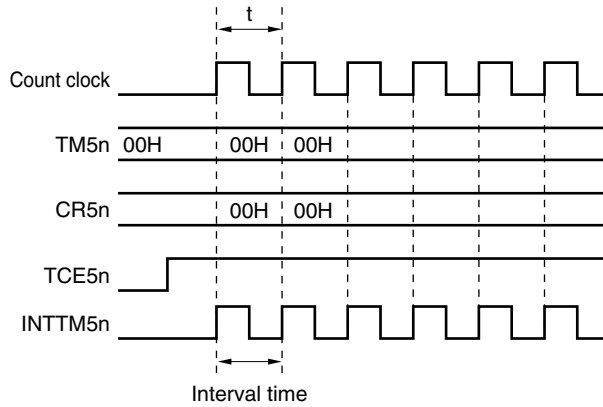 t
Count clock
TM5n 00H 00H 00H
CR5n 00H 00H
TCE5n
INTTM5n
Interval time